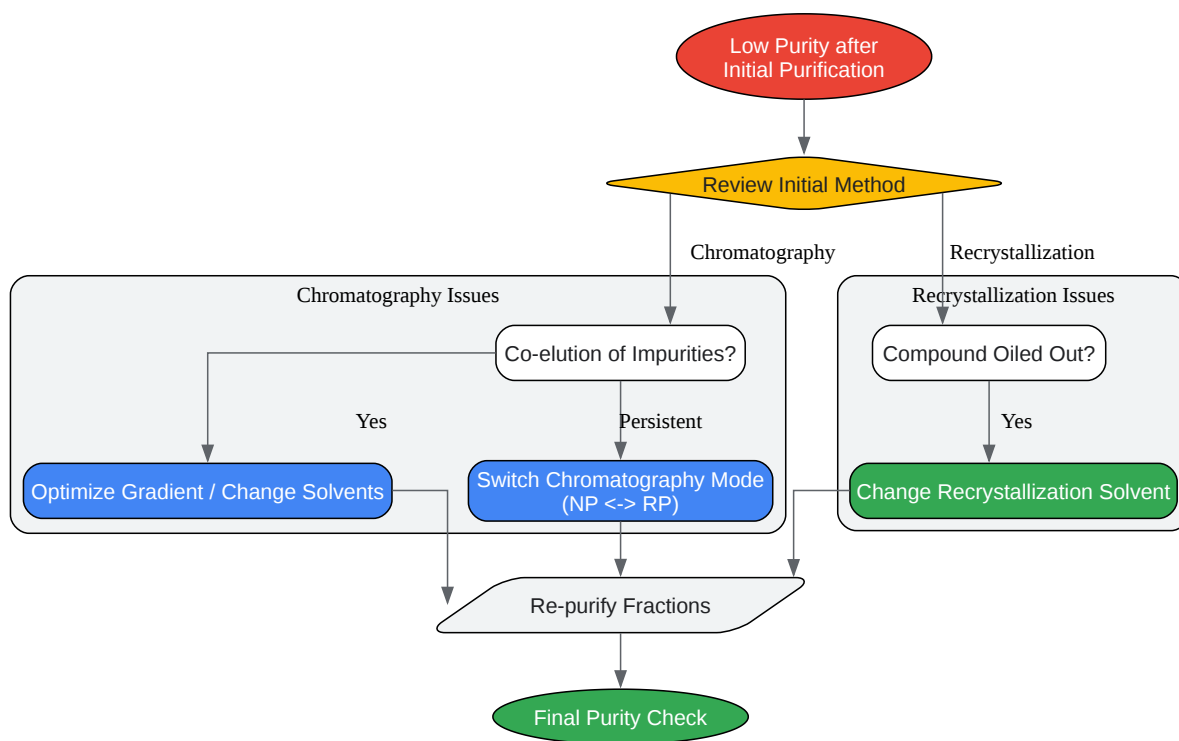 Low Purity after
Initial Purification
Review Initial Method
Chromatography
Recrystallization
Chromatography Issues
Recrystallization Issues
Co-elution of Impurities?
Compound Oiled Out?
Yes
Persistent
Yes
Optimize Gradient / Change Solvents
Switch Chromatography Mode
(NP <-> RP)
Change Recrystallization Solvent
Re-purify Fractions
Final Purity Check